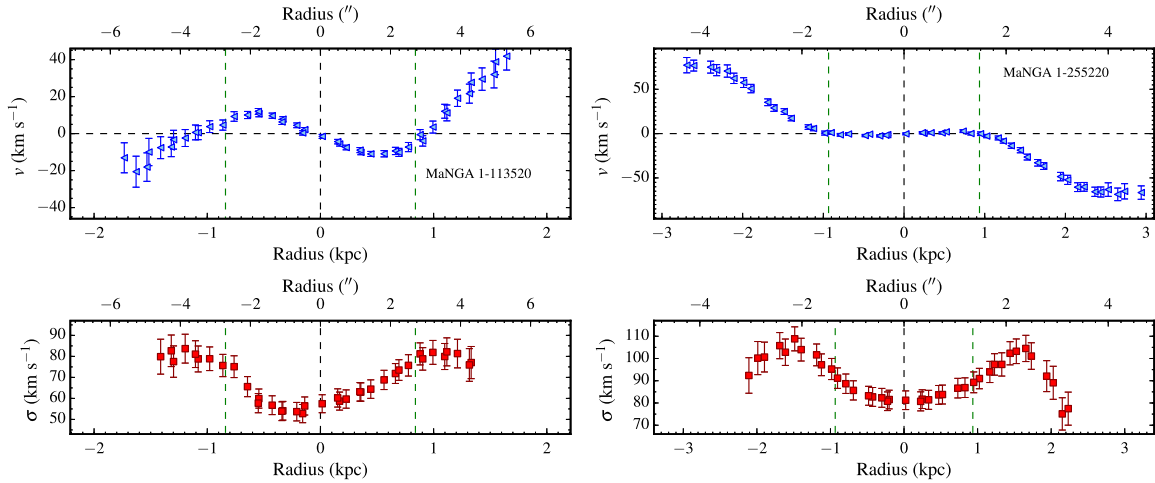 Radius (″)
−6 −4 −2 0 2 4 6
40
20
0
−20
−40
v (km s⁻¹)
MaNGA 1-113520
−2 −1 0 1 2
Radius (kpc)
Radius (″)
−4 −2 0 2 4
50
0
−50
v (km s⁻¹)
MaNGA 1-255220
−3 −2 −1 0 1 2 3
Radius (kpc)
Radius (″)
−6 −4 −2 0 2 4 6
90
80
70
60
50
σ (km s⁻¹)
−2 −1 0 1 2
Radius (kpc)
Radius (″)
−4 −2 0 2 4
110
100
90
80
70
σ (km s⁻¹)
−3 −2 −1 0 1 2 3
Radius (kpc)